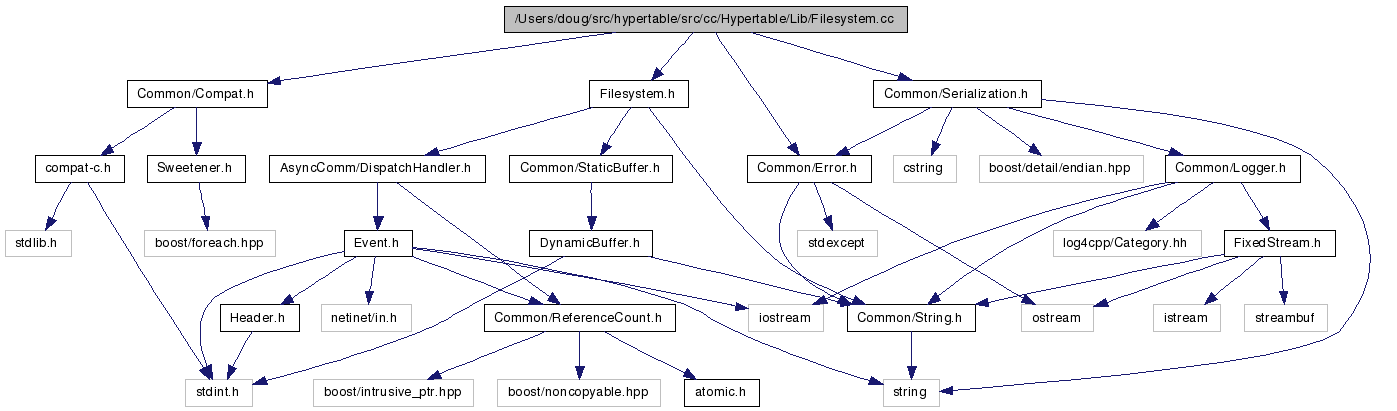 /Users/doug/src/hypertable/src/cc/Hypertable/Lib/Filesystem.cc
Common/Compat.h
Filesystem.h
Common/Serialization.h
compat-c.h
Sweetener.h
AsyncComm/DispatchHandler.h
Common/StaticBuffer.h
Common/Error.h
cstring
boost/detail/endian.hpp
Common/Logger.h
stdlib.h
boost/foreach.hpp
Event.h
DynamicBuffer.h
stdexcept
log4cpp/Category.hh
FixedStream.h
Header.h
netinet/in.h
Common/ReferenceCount.h
iostream
Common/String.h
ostream
istream
streambuf
stdint.h
boost/intrusive_ptr.hpp
boost/noncopyable.hpp
atomic.h
string